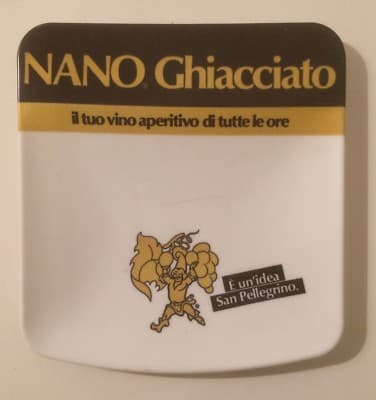 NANO® Ghiacciato
il tuo vino aperitivo di tutte le ore
È un'idea
San Pellegrino.